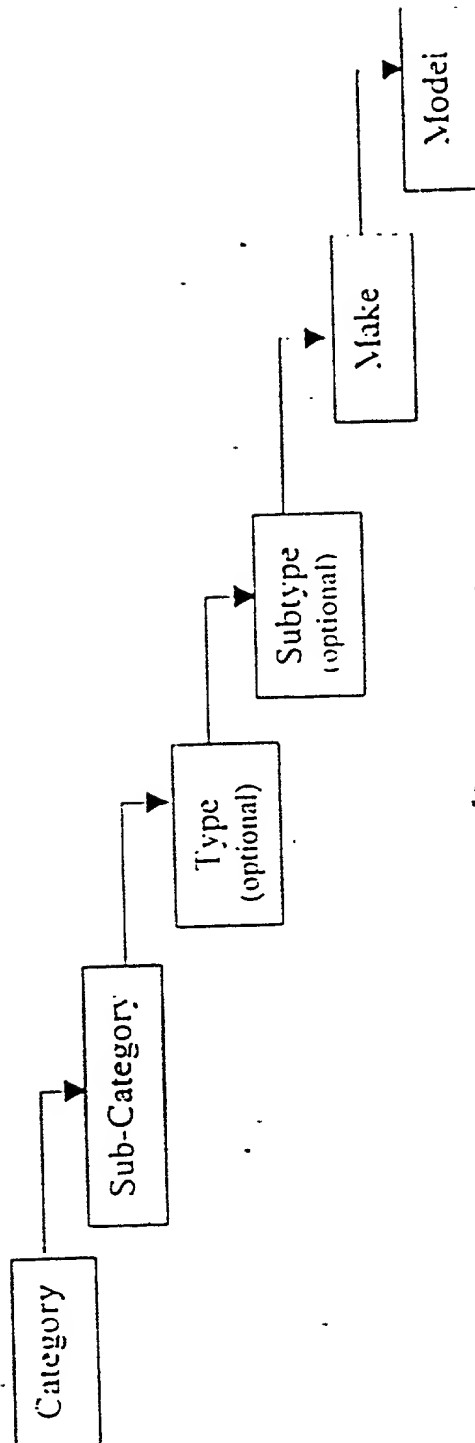 Category
Sub-Category
Type
(optional)
Subtype
(optional)
Make
Model